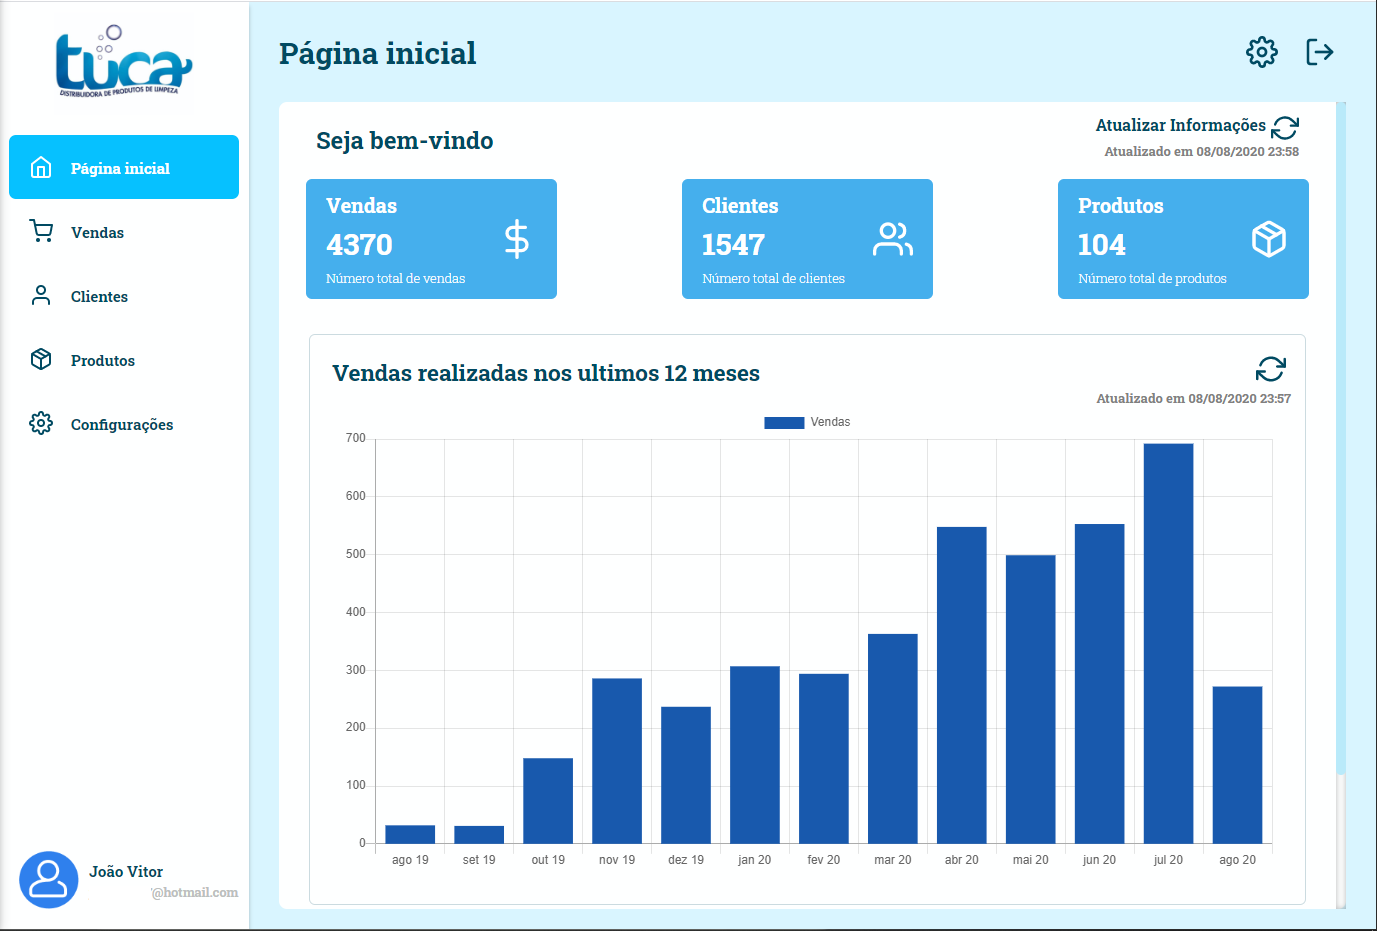 tuca
DISTRIBUIDORA DE PRODUTOS DE LIMPEZA
Página inicial
Vendas
Clientes
Produtos
Configurações
João Vitor
@hotmail.com
Página inicial
Seja bem-vindo
Atualizar Informações
Atualizado em 08/08/2020 23:58
Vendas
4370
Número total de vendas
Clientes
1547
Número total de clientes
Produtos
104
Número total de produtos
Vendas realizadas nos ultimos 12 meses
Atualizado em 08/08/2020 23:57
Vendas
700
600
500
400
300
200
100
0
ago 19 set 19 out 19 nov 19 dez 19 jan 20 fev 20 mar 20 abr 20 mai 20 jun 20 jul 20 ago 20